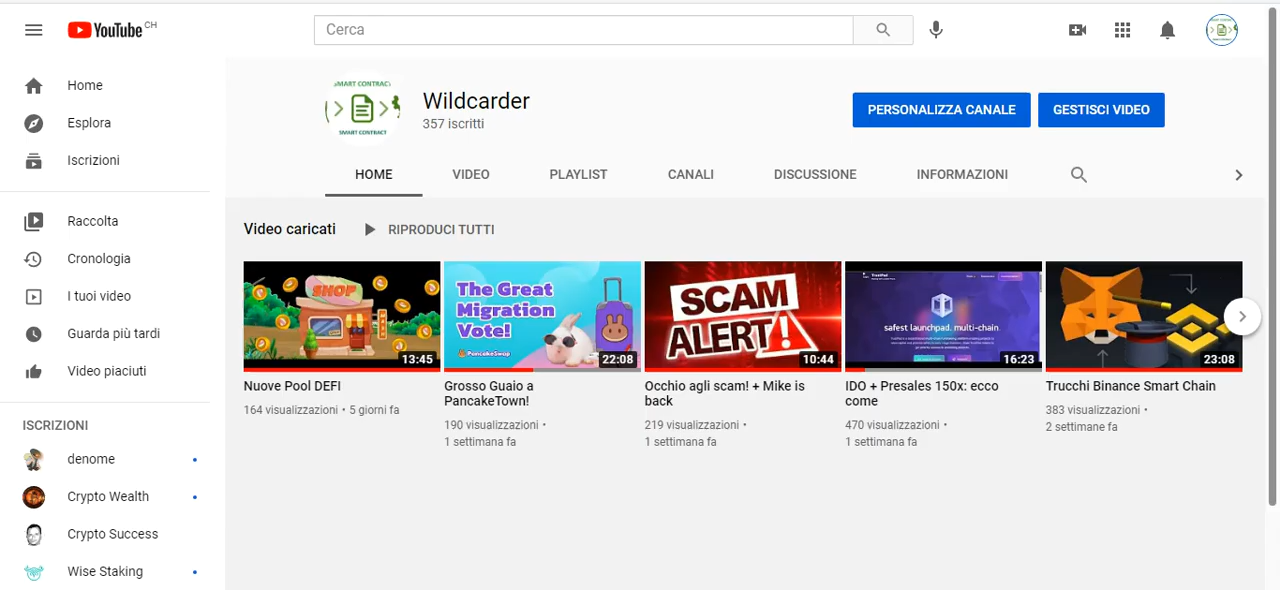 YouTube CH
Cerca
Home
Esplora
Iscrizioni
Raccolta
Cronologia
I tuoi video
Guarda più tardi
Video piaciuti
ISCRIZIONI
denome
Crypto Wealth
Crypto Success
Wise Staking
SMART CONTRACT
SMART CONTRACT
Wildcarder
357 iscritti
PERSONALIZZA CANALE
GESTISCI VIDEO
HOME VIDEO PLAYLIST CANALI DISCUSSIONE INFORMAZIONI
Video caricati RIPRODUCI TUTTI
SHOP
13:45
Nuove Pool DEFI
164 visualizzazioni • 5 giorni fa
The Great
Migration
Vote!
PancakeSwap
22:08
Grosso Guaio a
PancakeTown!
190 visualizzazioni •
1 settimana fa
SCAM
ALERT!
10:44
Occhio agli scam! + Mike is
back
219 visualizzazioni •
1 settimana fa
safest launchpad. multi-chain.
16:23
IDO + Presales 150x: ecco
come
470 visualizzazioni •
1 settimana fa
23:08
Trucchi Binance Smart Chain
383 visualizzazioni •
2 settimane fa